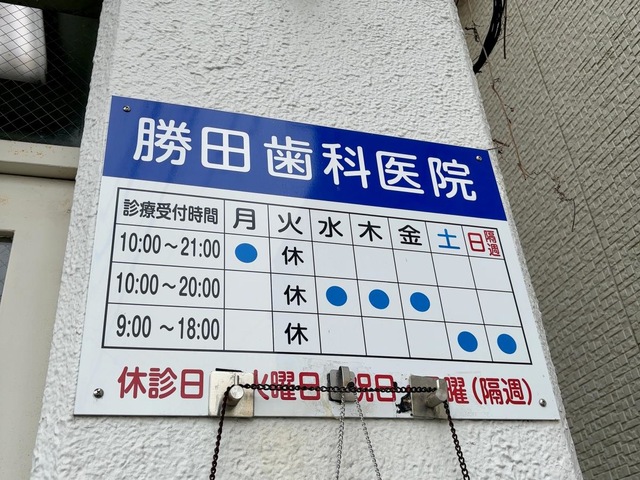 勝田歯科医院
診療受付時間 月 火 水 木 金 土 日 隔週
10:00～21:00 ● 休
10:00～20:00 休 ● ● ●
9:00～18:00 休 ● ●
休診日 火曜日 祝日 曜(隔週)